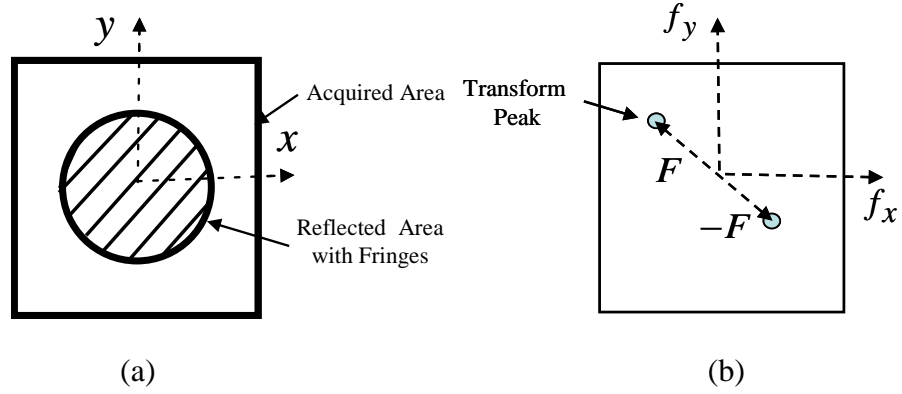 y
x
Acquired Area
Reflected Area
with Fringes
(a)
f_y
Transform
Peak
F
-F
f_x
(b)